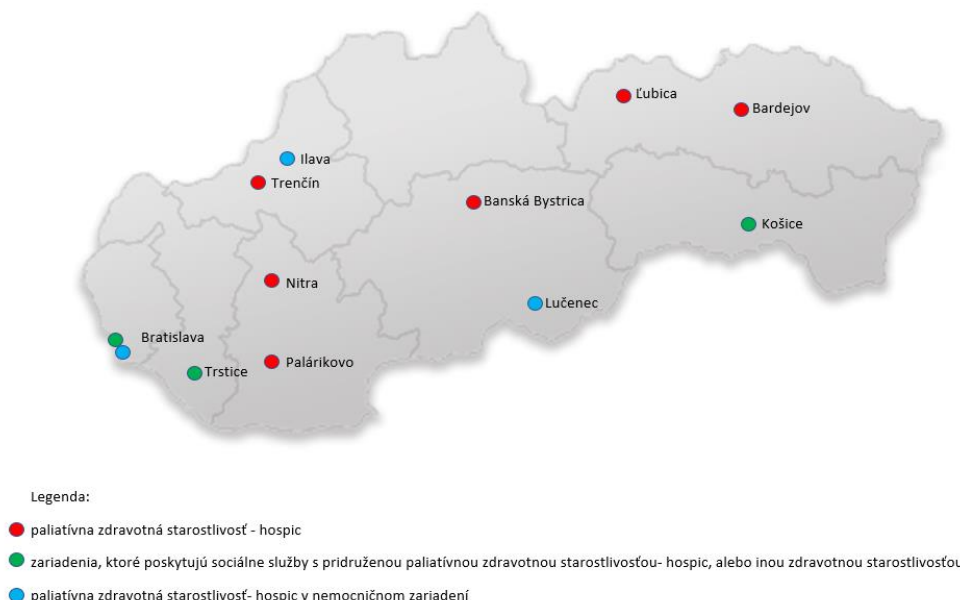 Ľubica
Bardejov
Ilava
Trenčín
Banská Bystrica
Košice
Nitra
Lučenec
Bratislava
Palárikovo
Trstice
Legenda:
paliatívna zdravotná starostlivosť - hospic
zariadenia, ktoré poskytujú sociálne služby s pridruženou paliatívnou zdravotnou starostlivosťou- hospic, alebo inou zdravotnou starostlivosťou
paliatívna zdravotná starostlivosť- hospic v nemocničnom zariadení